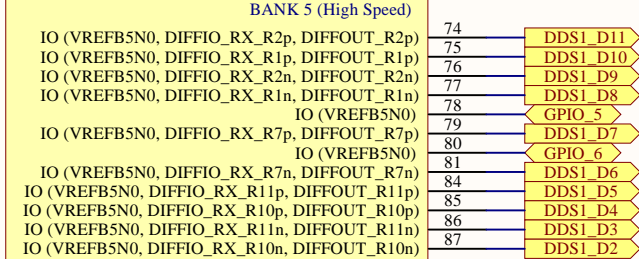 BANK 5 (High Speed)
IO (VREFB5N0, DIFFIO_RX_R2p, DIFFOUT_R2p) 74 DDS1_D11
IO (VREFB5N0, DIFFIO_RX_R1p, DIFFOUT_R1p) 75 DDS1_D10
IO (VREFB5N0, DIFFIO_RX_R2n, DIFFOUT_R2n) 76 DDS1_D9
IO (VREFB5N0, DIFFIO_RX_R1n, DIFFOUT_R1n) 77 DDS1_D8
IO (VREFB5N0) 78 GPIO_5
IO (VREFB5N0, DIFFIO_RX_R7p, DIFFOUT_R7p) 79 DDS1_D7
IO (VREFB5N0) 80 GPIO_6
IO (VREFB5N0, DIFFIO_RX_R7n, DIFFOUT_R7n) 81 DDS1_D6
IO (VREFB5N0, DIFFIO_RX_R11p, DIFFOUT_R11p) 84 DDS1_D5
IO (VREFB5N0, DIFFIO_RX_R10p, DIFFOUT_R10p) 85 DDS1_D4
IO (VREFB5N0, DIFFIO_RX_R11n, DIFFOUT_R11n) 86 DDS1_D3
IO (VREFB5N0, DIFFIO_RX_R10n, DIFFOUT_R10n) 87 DDS1_D2